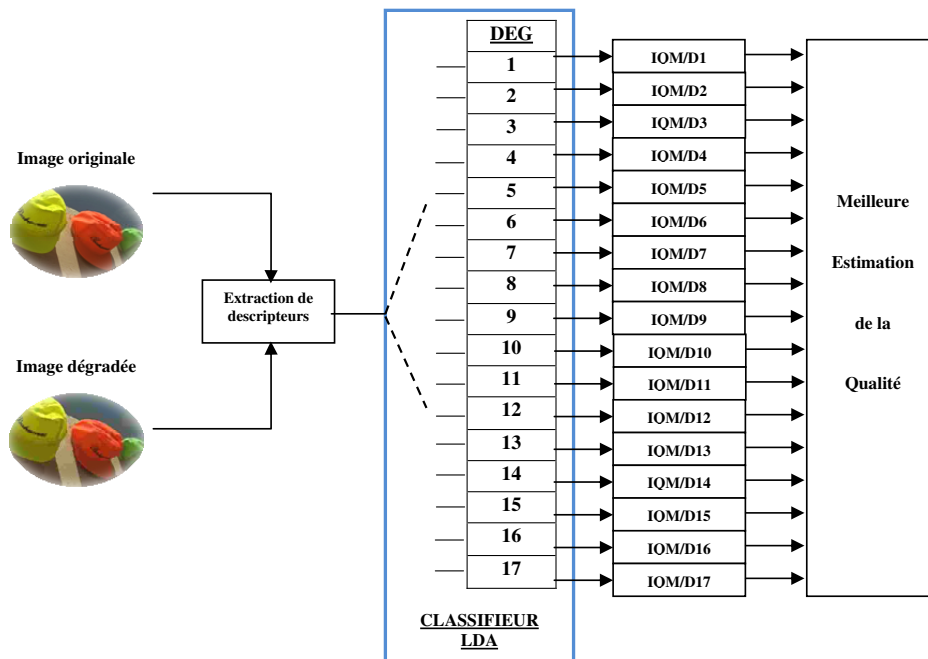 Image originale
Image dégradée
Extraction de
descripteurs
DEG
1
2
3
4
5
6
7
8
9
10
11
12
13
14
15
16
17
CLASSIFIEUR
LDA
IQM/D1
IQM/D2
IQM/D3
IQM/D4
IQM/D5
IQM/D6
IQM/D7
IQM/D8
IQM/D9
IQM/D10
IQM/D11
IQM/D12
IQM/D13
IQM/D14
IQM/D15
IQM/D16
IQM/D17
Meilleure
Estimation
de la
Qualité